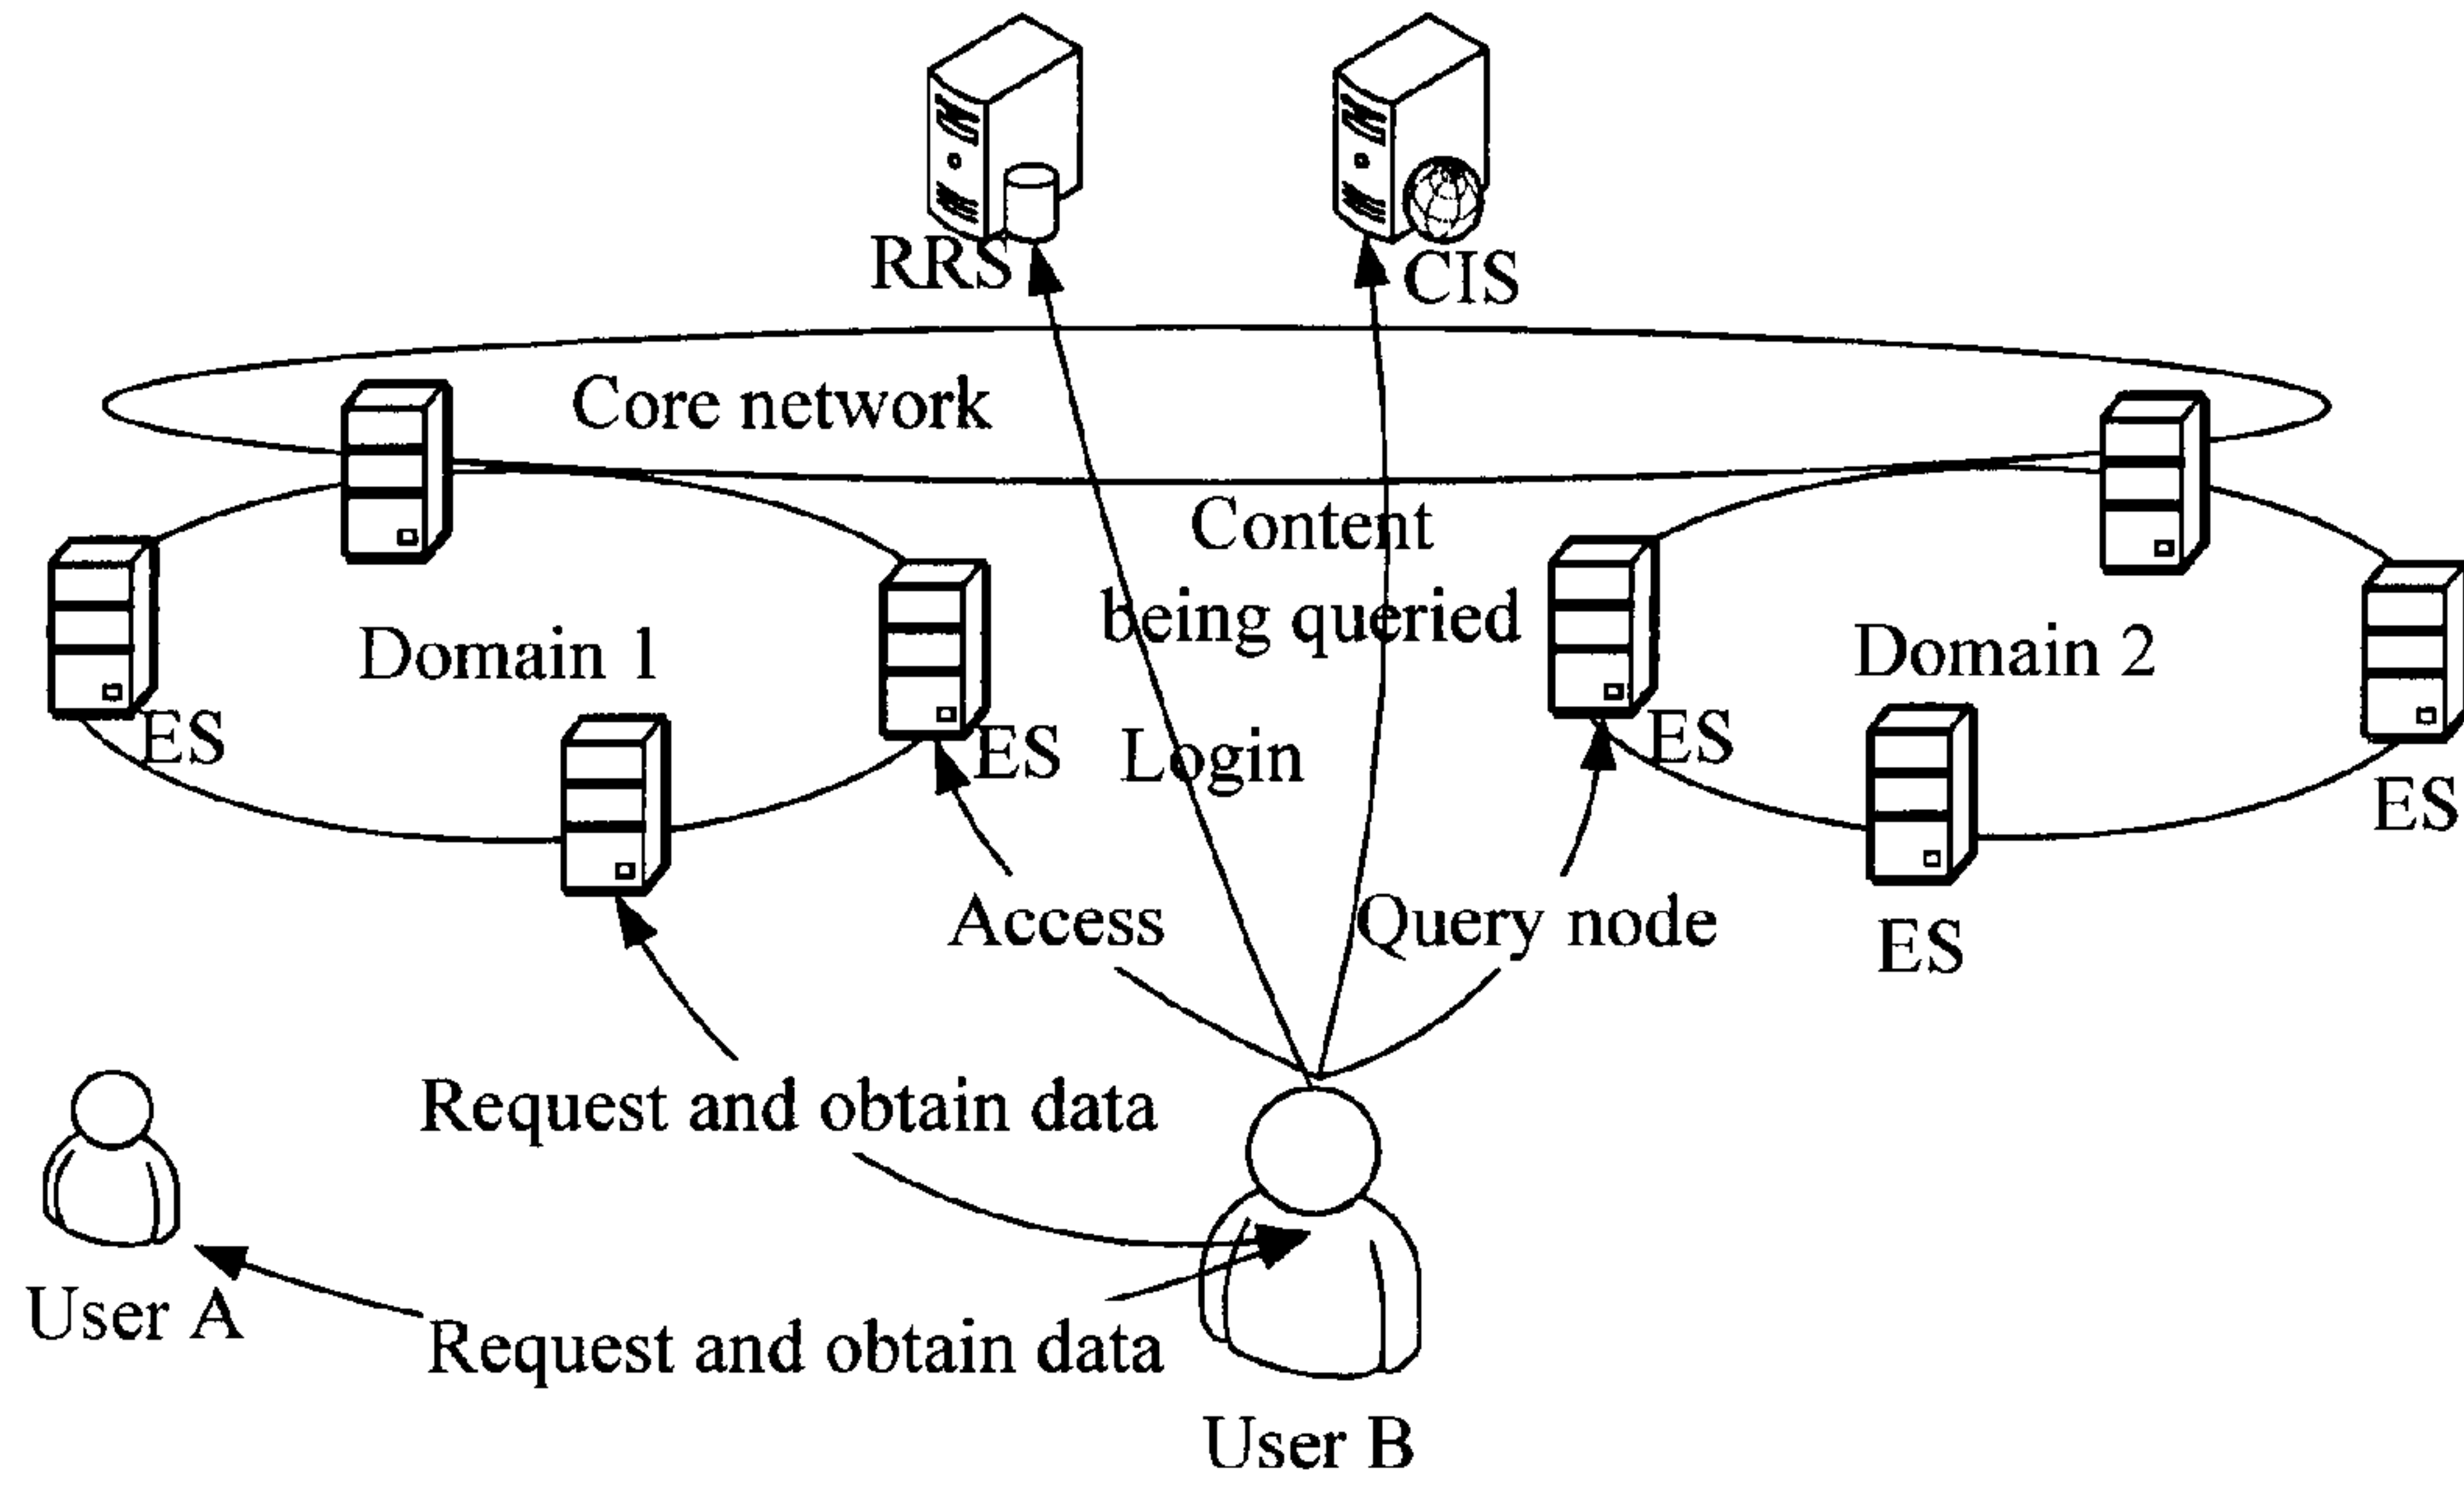 RRS
CIS
Core network
Content
being queried
Domain 1
Domain 2
ES
ES
Login
ES
ES
Access
Query node
ES
Request and obtain data
User A
Request and obtain data
User B